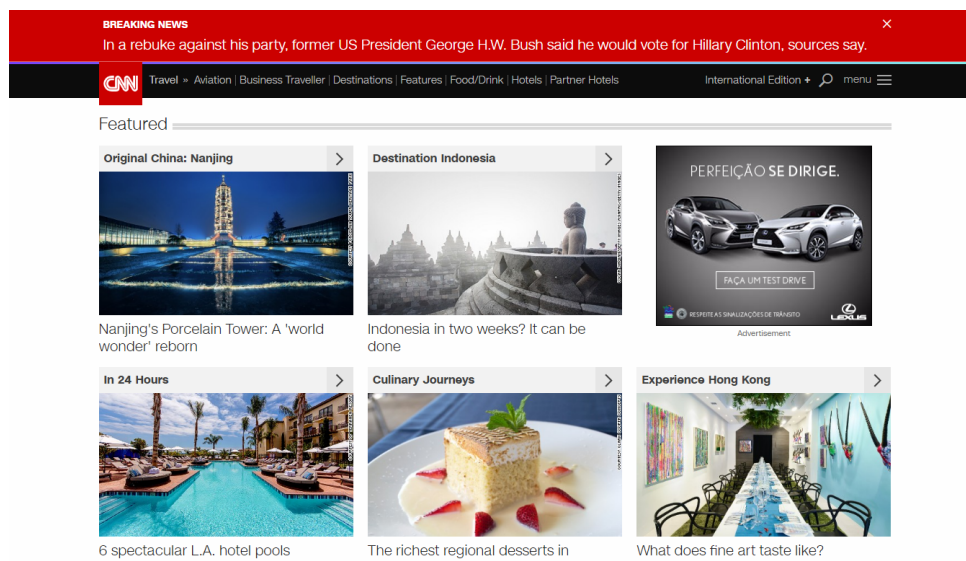 BREAKING NEWS
In a rebuke against his party, former US President George H.W. Bush said he would vote for Hillary Clinton, sources say.
CNN Travel » Aviation | Business Traveller | Destinations | Features | Food/Drink | Hotels | Partner Hotels International Edition + menu
Featured
Original China: Nanjing
Nanjing's Porcelain Tower: A 'world
wonder' reborn
Destination Indonesia
Indonesia in two weeks? It can be
done
PERFEIÇÃO SE DIRIGE.
FAÇA UM TEST DRIVE
RESPEITE AS SINALIZAÇÕES DE TRÂNSITO
LEXUS
Advertisement
In 24 Hours
6 spectacular L.A. hotel pools
Culinary Journeys
The richest regional desserts in
Experience Hong Kong
What does fine art taste like?